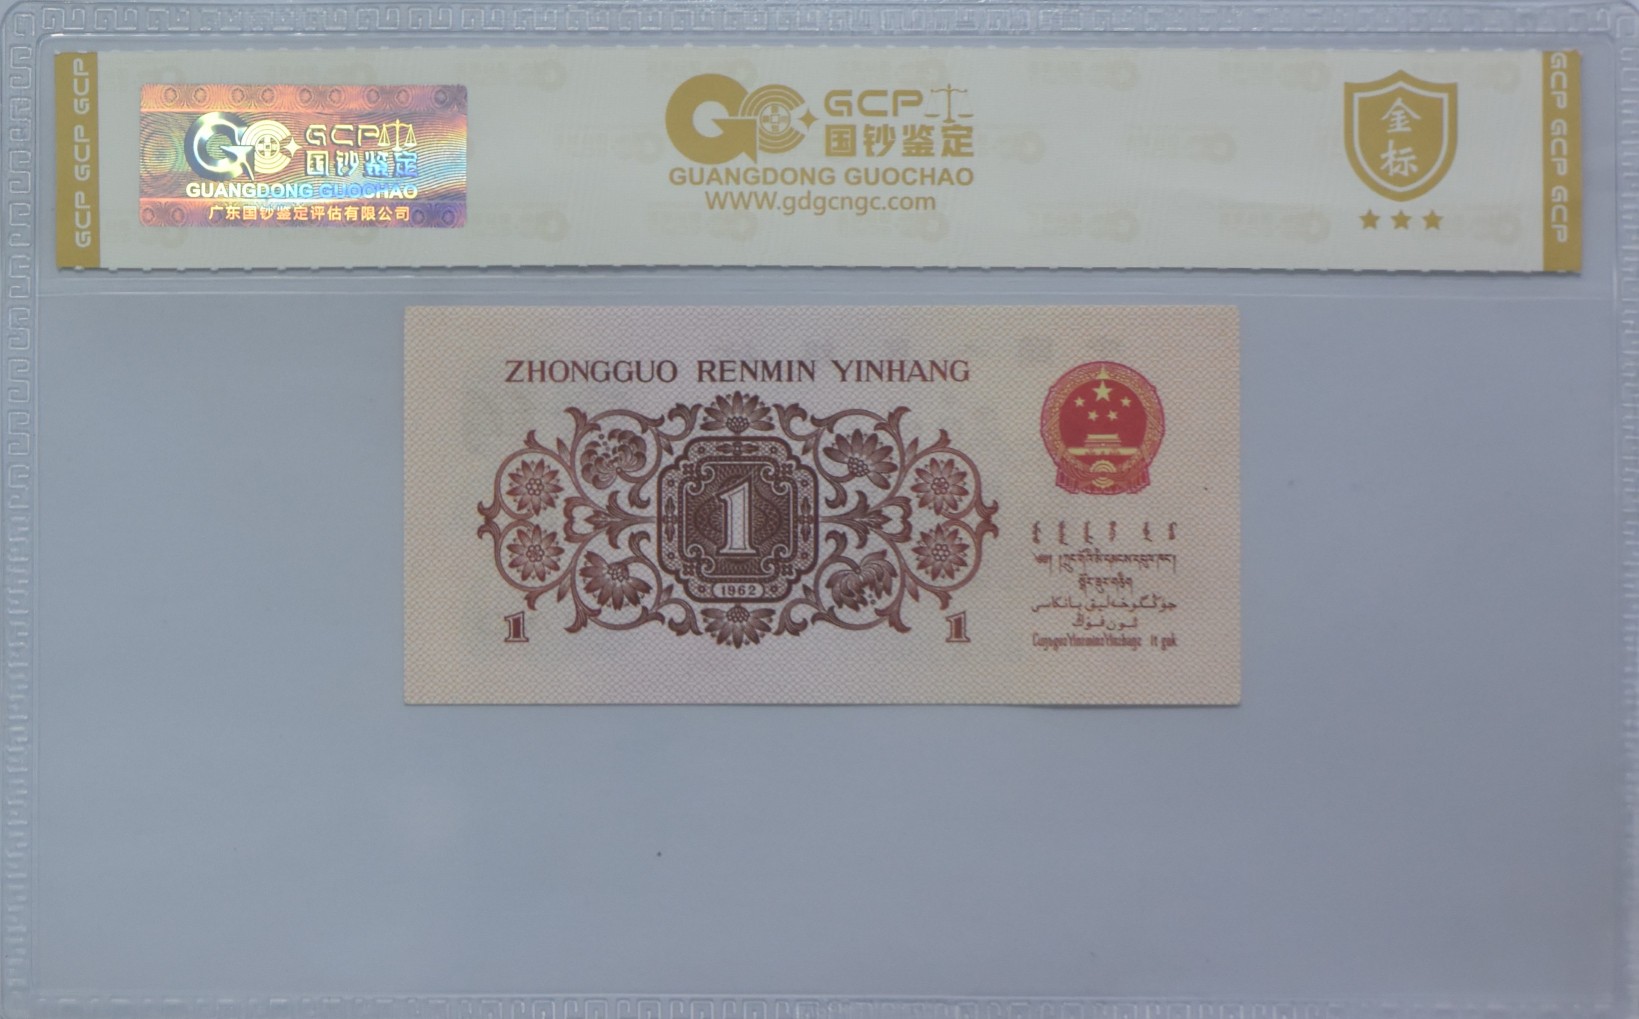 GCP GCP GCP
GCP
国钞鉴定
GUANGDONG GUOCHAO
广东国钞鉴定评估有限公司
GCP
国钞鉴定
GUANGDONG GUOCHAO
WWW.gdgcngc.com
金标
GCP GCP GCP
ZHONGGUO RENMIN YINHANG
1
1962
1
1
جۇڭگوخەلىق بانكاسى